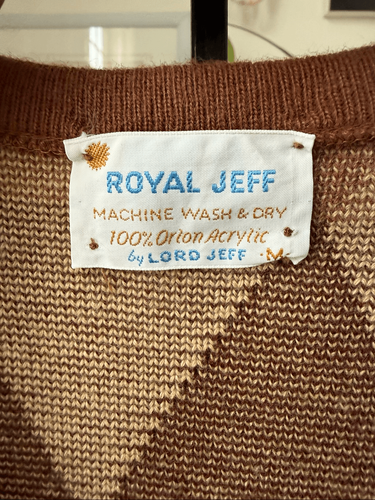 ROYAL JEFF
MACHINE WASH & DRY
100% Orlon Acrylic
by LORD JEFF ·M·